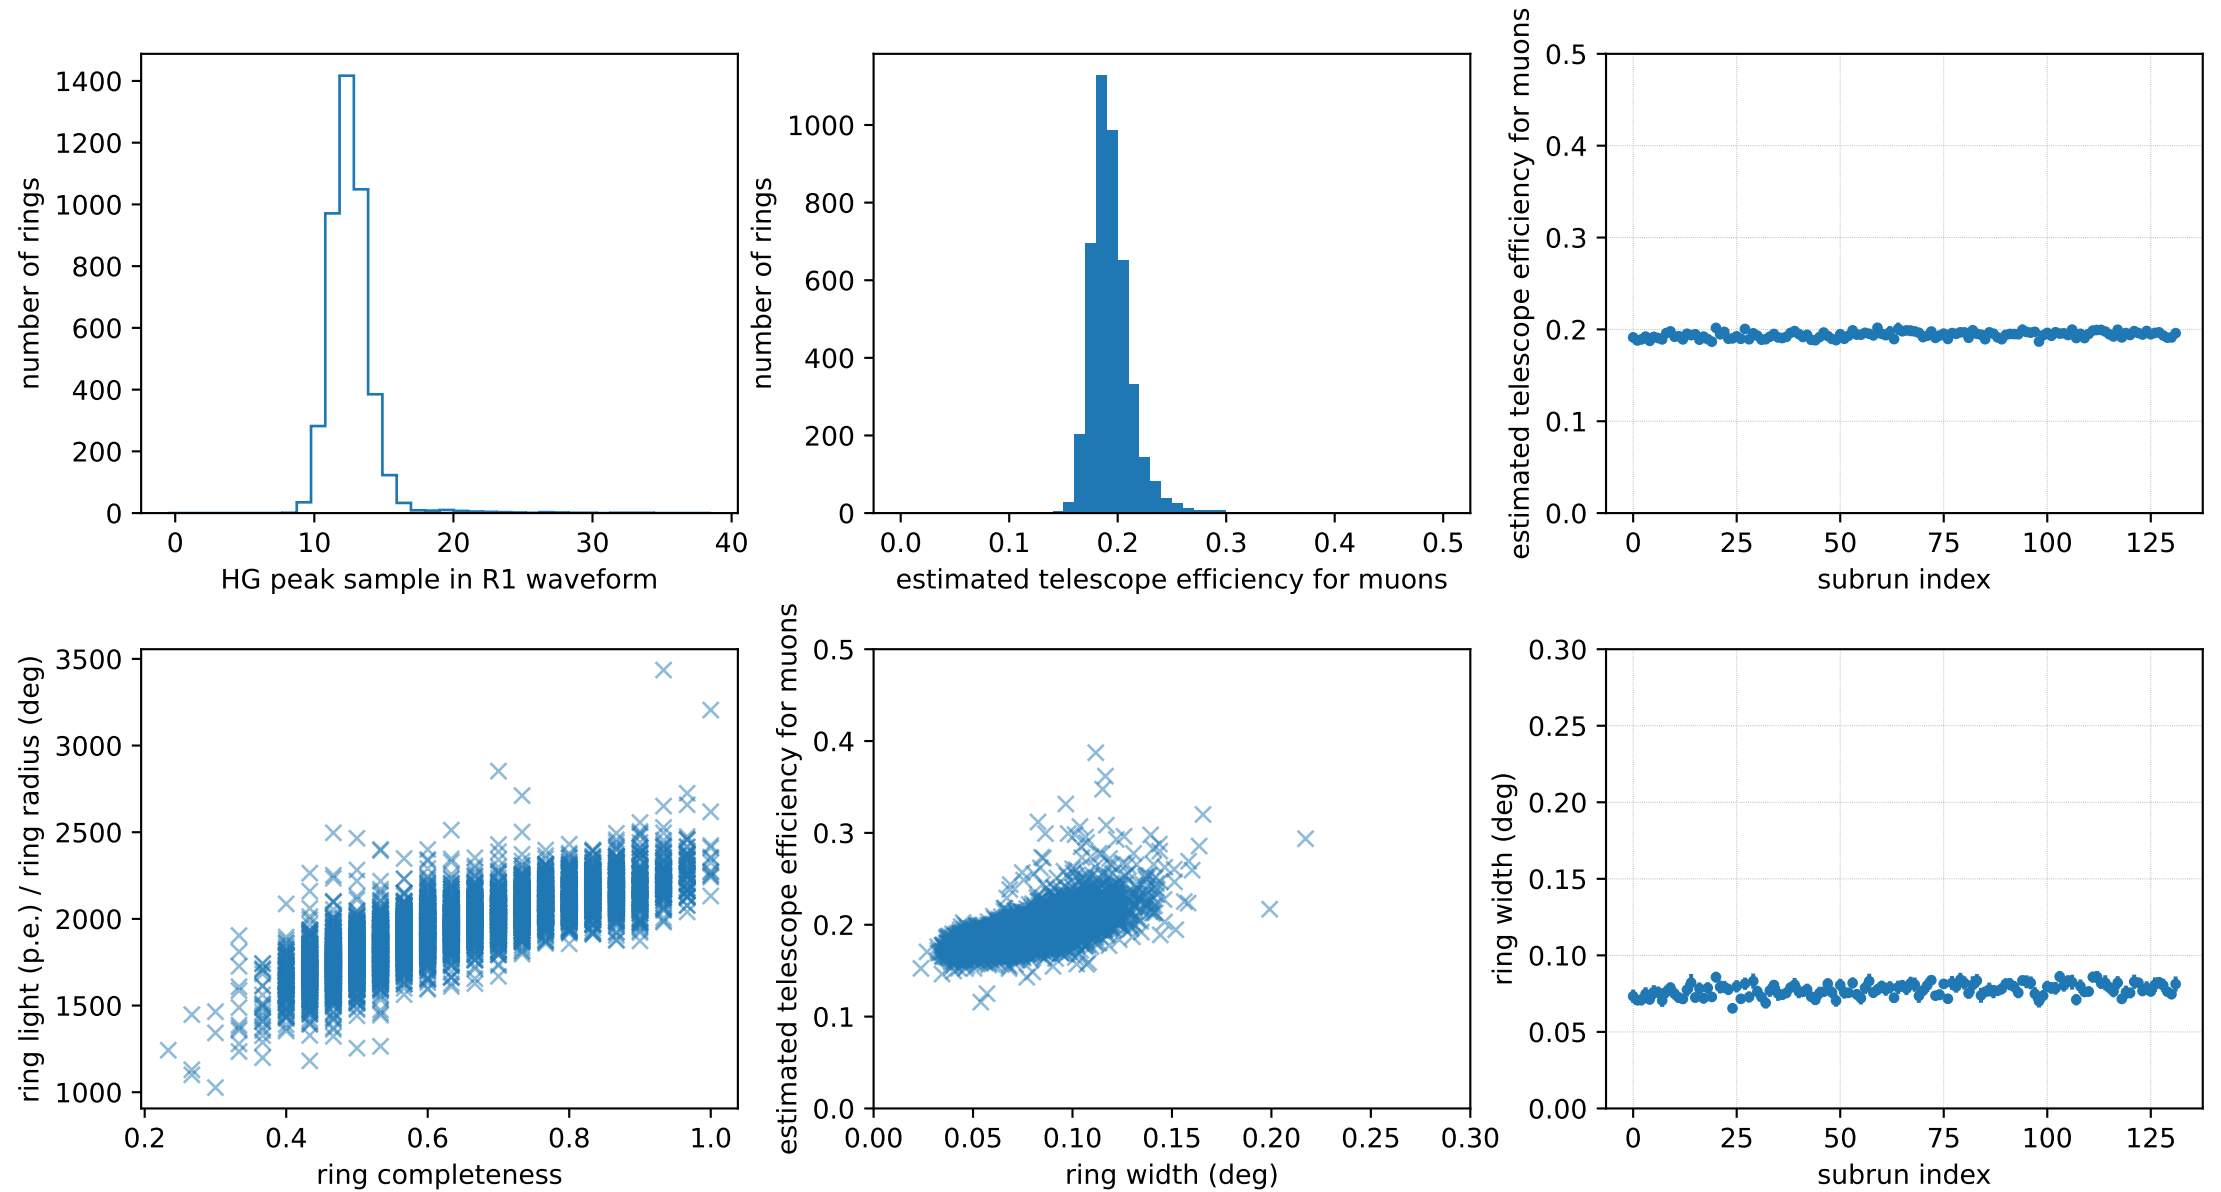 1400
1200
1000
800
600
400
200
0
number of rings
0 10 20 30 40
HG peak sample in R1 waveform
1000
800
600
400
200
0
number of rings
0.0 0.1 0.2 0.3 0.4 0.5
estimated telescope efficiency for muons
0.5
0.4
0.3
0.2
0.1
0.0
estimated telescope efficiency for muons
0 25 50 75 100 125
subrun index
3500
3000
2500
2000
1500
1000
ring light (p.e.) / ring radius (deg)
0.2 0.4 0.6 0.8 1.0
ring completeness
0.5
0.4
0.3
0.2
0.1
0.0
estimated telescope efficiency for muons
0.00 0.05 0.10 0.15 0.20 0.25 0.30
ring width (deg)
0.30
0.25
0.20
0.15
0.10
0.05
0.00
ring width (deg)
0 25 50 75 100 125
subrun index